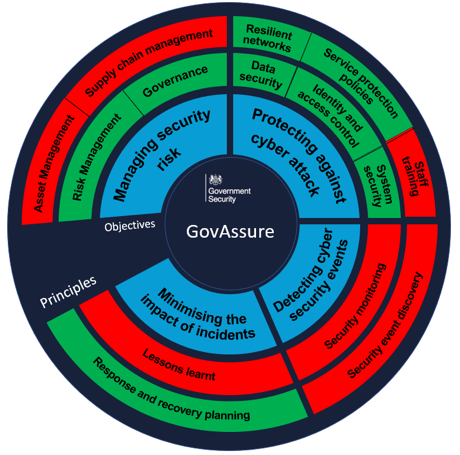 Supply chain management
Asset Management
Governance
Risk Management
Managing security
risk
Resilient
networks
Service protection
policies
Data
security
Identity and
access control
Staff
training
System
security
Protecting against
cyber attack
Government
Security
GovAssure
Objectives
Principles
Detecting cyber
security events
Security monitoring
Security event discovery
Minimising the
impact of incidents
Lessons learnt
Response and recovery planning